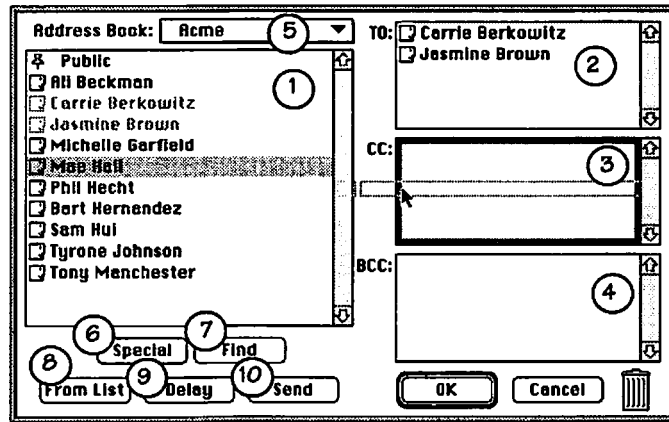 Address Book: Acme 5
Public
Ali Beckman
Carrie Berkowitz
Jasmine Brown
Michelle Garfield
Mae Hall
Phil Hecht
Bart Hernandez
Sam Hui
Tyrone Johnson
Tony Manchester
1
TO: Carrie Berkowitz
Jasmine Brown
2
CC:
3
BCC:
4
6 7
Special Find
8 9 10
From List Delay Send
OK Cancel